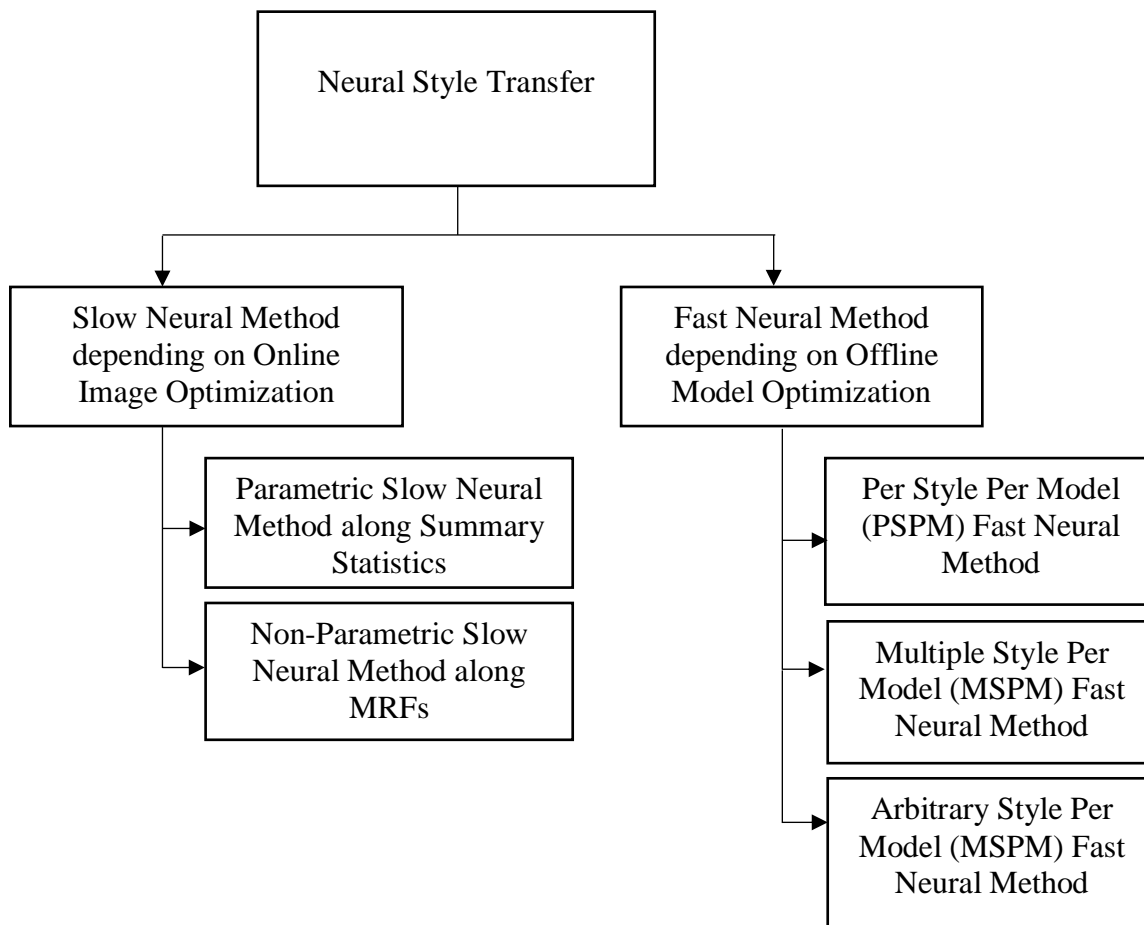 Neural Style Transfer
Slow Neural Method
depending on Online
Image Optimization
Fast Neural Method
depending on Offline
Model Optimization
Parametric Slow Neural
Method along Summary
Statistics
Non-Parametric Slow
Neural Method along
MRFs
Per Style Per Model
(PSPM) Fast Neural
Method
Multiple Style Per
Model (MSPM) Fast
Neural Method
Arbitrary Style Per
Model (MSPM) Fast
Neural Method